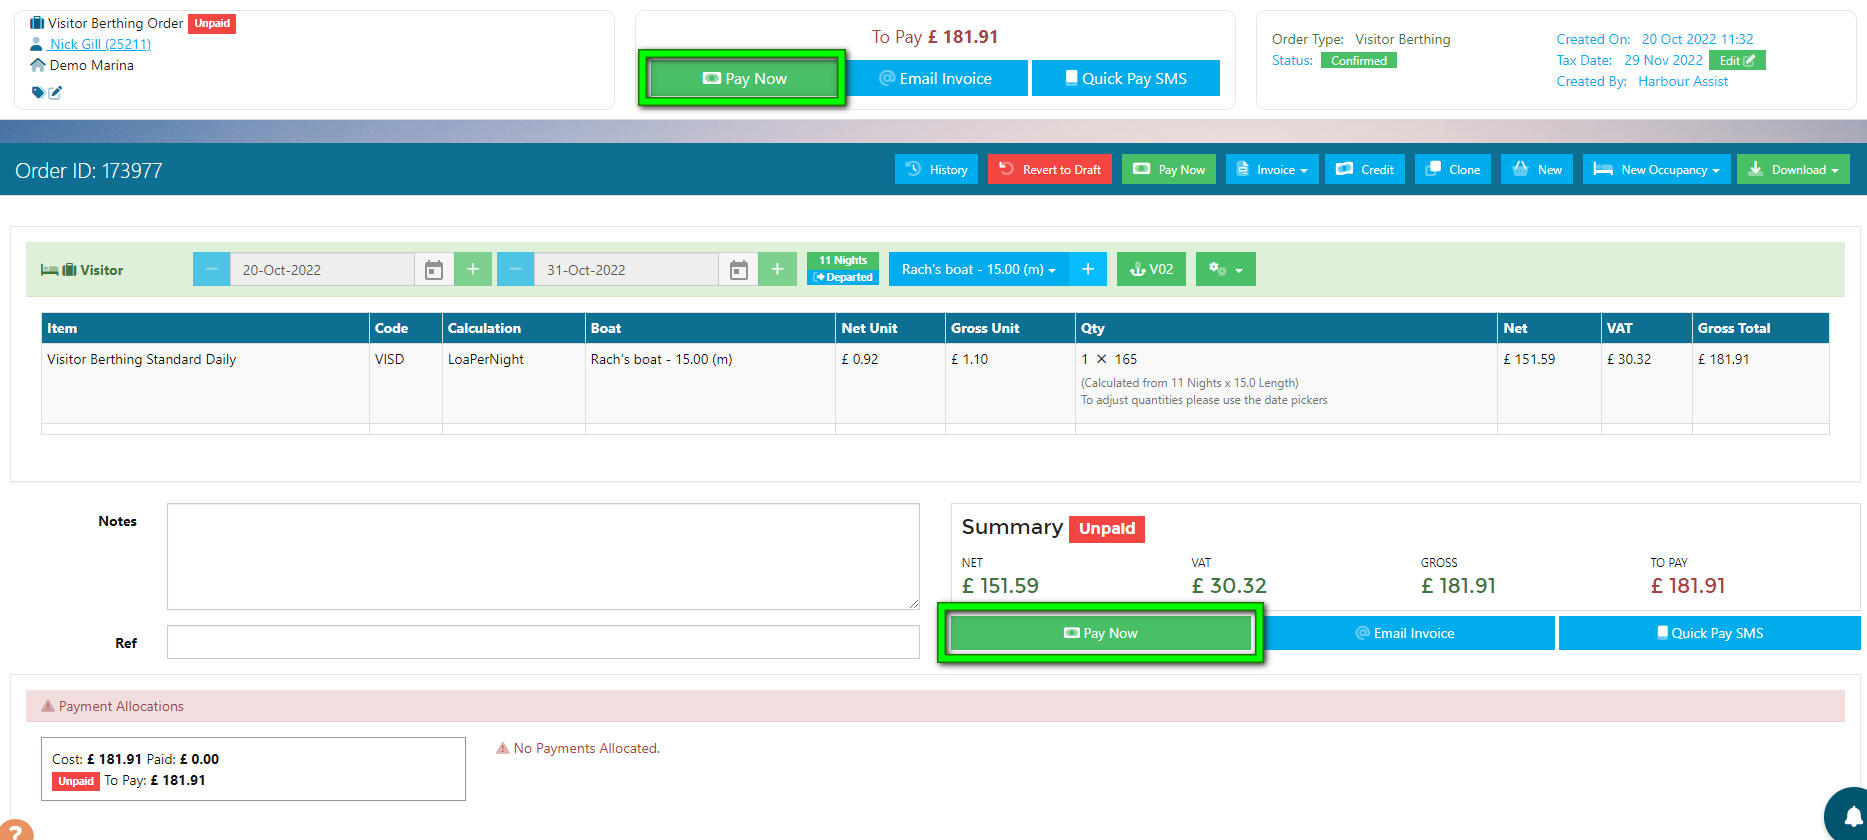 Visitor Berthing Order Unpaid
Nick Gill (25211)
Demo Marina
To Pay £ 181.91
Pay Now
@ Email Invoice
Quick Pay SMS
Order Type: Visitor Berthing
Status: Confirmed
Created On: 20 Oct 2022 11:32
Tax Date: 29 Nov 2022 Edit
Created By: Harbour Assist
Order ID: 173977
History
Revert to Draft
Pay Now
Invoice
Credit
Clone
New
New Occupancy
Download
Visitor
20-Oct-2022
+
31-Oct-2022
+
11 Nights
Departed
Rach's boat - 15.00 (m)
+
V02
Item Code Calculation Boat Net Unit Gross Unit Qty Net VAT Gross Total
Visitor Berthing Standard Daily VISD LoaPerNight Rach's boat - 15.00 (m) £ 0.92 £ 1.10 1 × 165 £ 151.59 £ 30.32 £ 181.91
(Calculated from 11 Nights x 15.0 Length)
To adjust quantities please use the date pickers
Notes
Ref
Summary Unpaid
NET VAT GROSS TO PAY
£ 151.59 £ 30.32 £ 181.91 £ 181.91
Pay Now
@ Email Invoice
Quick Pay SMS
Payment Allocations
Cost: £ 181.91 Paid: £ 0.00
Unpaid To Pay: £ 181.91
No Payments Allocated.
?